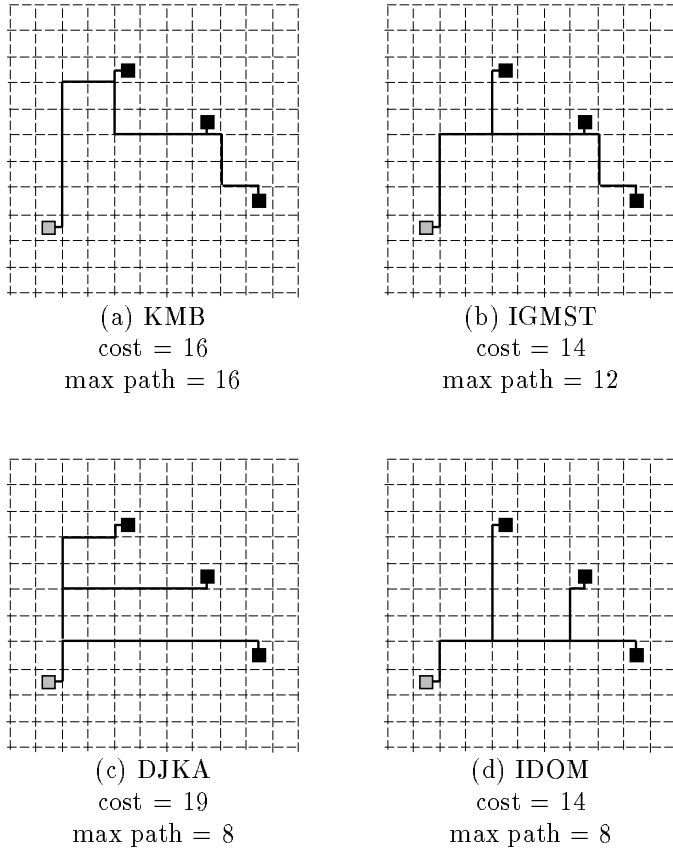 (a) KMB
cost = 16
max path = 16
(b) IGMST
cost = 14
max path = 12
(c) DJKA
cost = 19
max path = 8
(d) IDOM
cost = 14
max path = 8